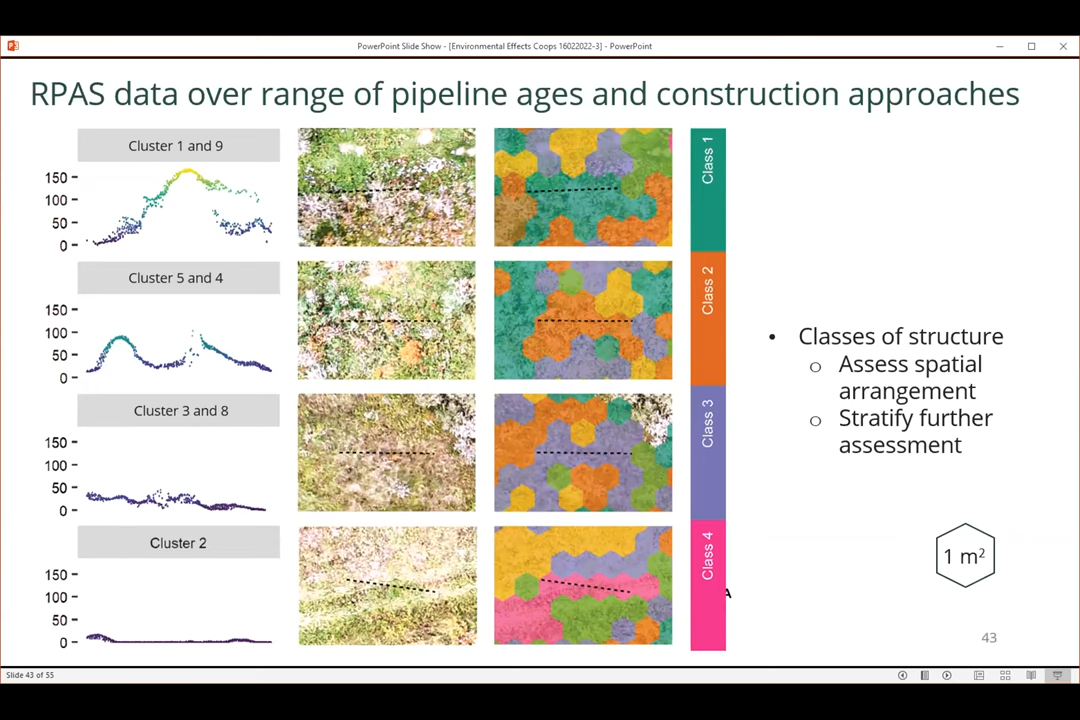 PowerPoint Slide Show - [Environmental Effects Coops 16022022-3] - PowerPoint
RPAS data over range of pipeline ages and construction approaches
Cluster 1 and 9
150
100
50
0
Class 1
Cluster 5 and 4
150
100
50
0
Class 2
Cluster 3 and 8
150
100
50
0
Class 3
Cluster 2
150
100
50
0
Class 4
A
• Classes of structure
o Assess spatial
arrangement
o Stratify further
assessment
1 m²
43
Slide 43 of 55